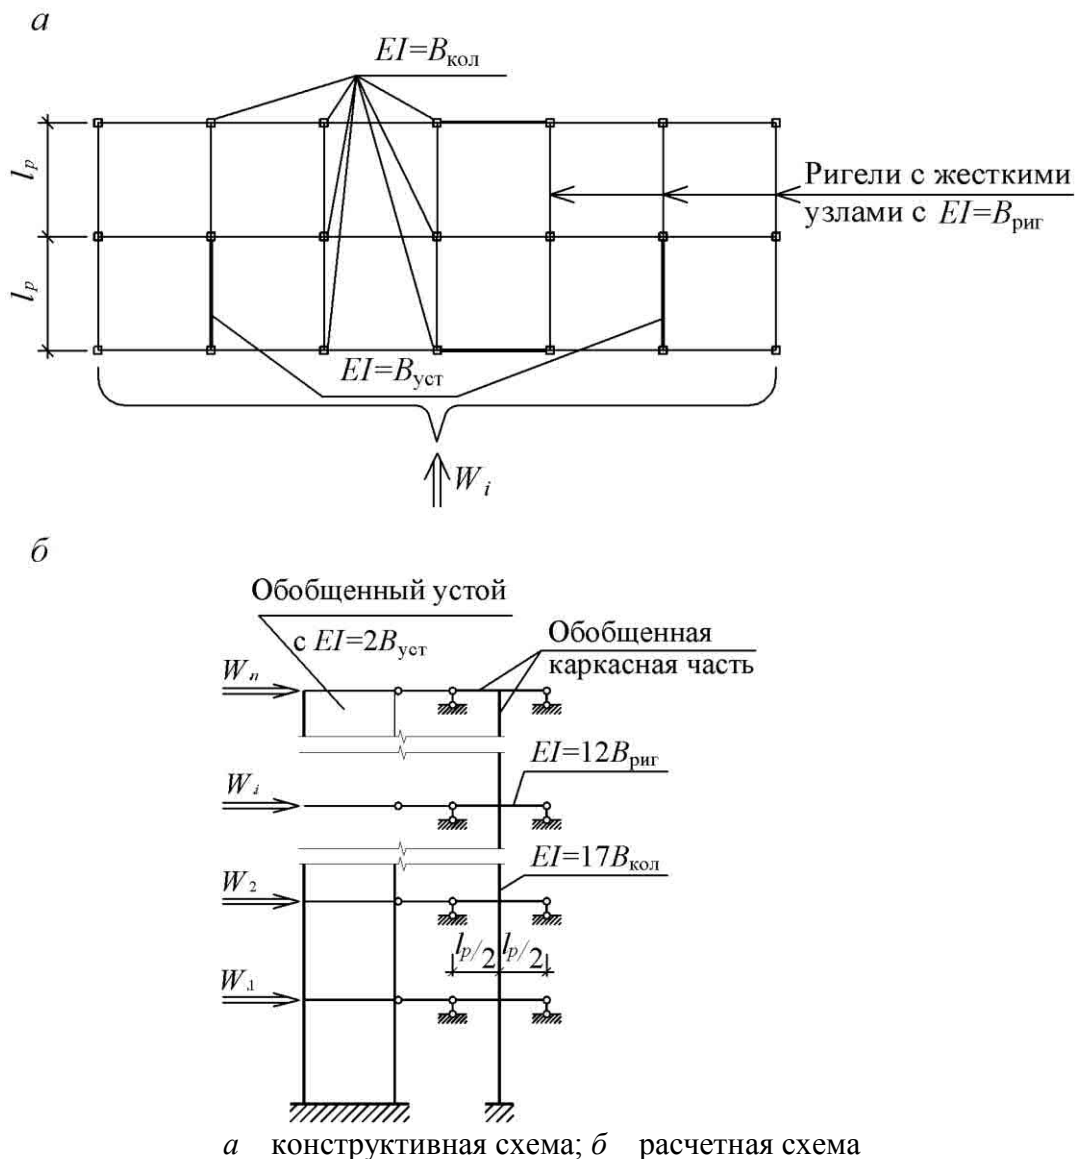 а
EI=Bкол
lp
lp
Ригели с жесткими
узлами с EI=Bриг
EI=Bуст
Wi
б
Обобщенный устой
с EI=2Bуст
Обобщенная
каркасная часть
Wn
EI=12Bриг
Wi
EI=17Bкол
W2
lp/2 lp/2
W1
а конструктивная схема; б расчетная схема